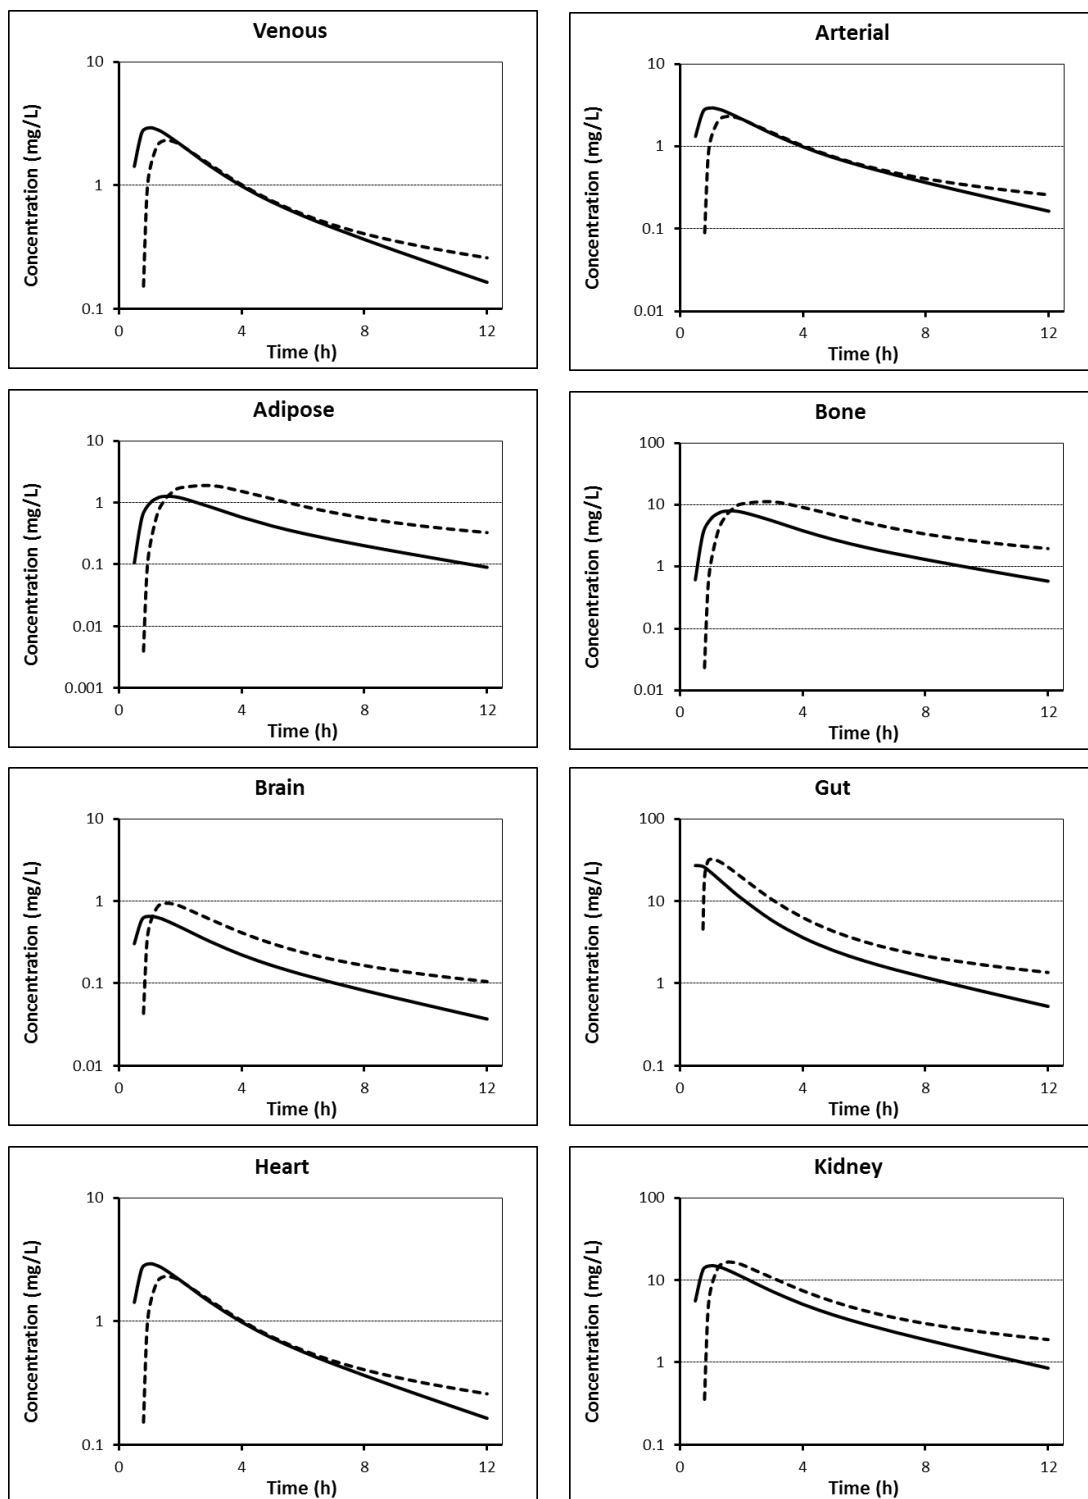 Venous
Concentration (mg/L)
10
1
0.1
0
4
8
12
Time (h)
Arterial
Concentration (mg/L)
10
1
0.1
0.01
0
4
8
12
Time (h)
Adipose
Concentration (mg/L)
10
1
0.1
0.01
0.001
0
4
8
12
Time (h)
Bone
Concentration (mg/L)
100
10
1
0.1
0.01
0
4
8
12
Time (h)
Brain
Concentration (mg/L)
10
1
0.1
0.01
0
4
8
12
Time (h)
Gut
Concentration (mg/L)
100
10
1
0.1
0
4
8
12
Time (h)
Heart
Concentration (mg/L)
10
1
0.1
0
4
8
12
Time (h)
Kidney
Concentration (mg/L)
100
10
1
0.1
0
4
8
12
Time (h)